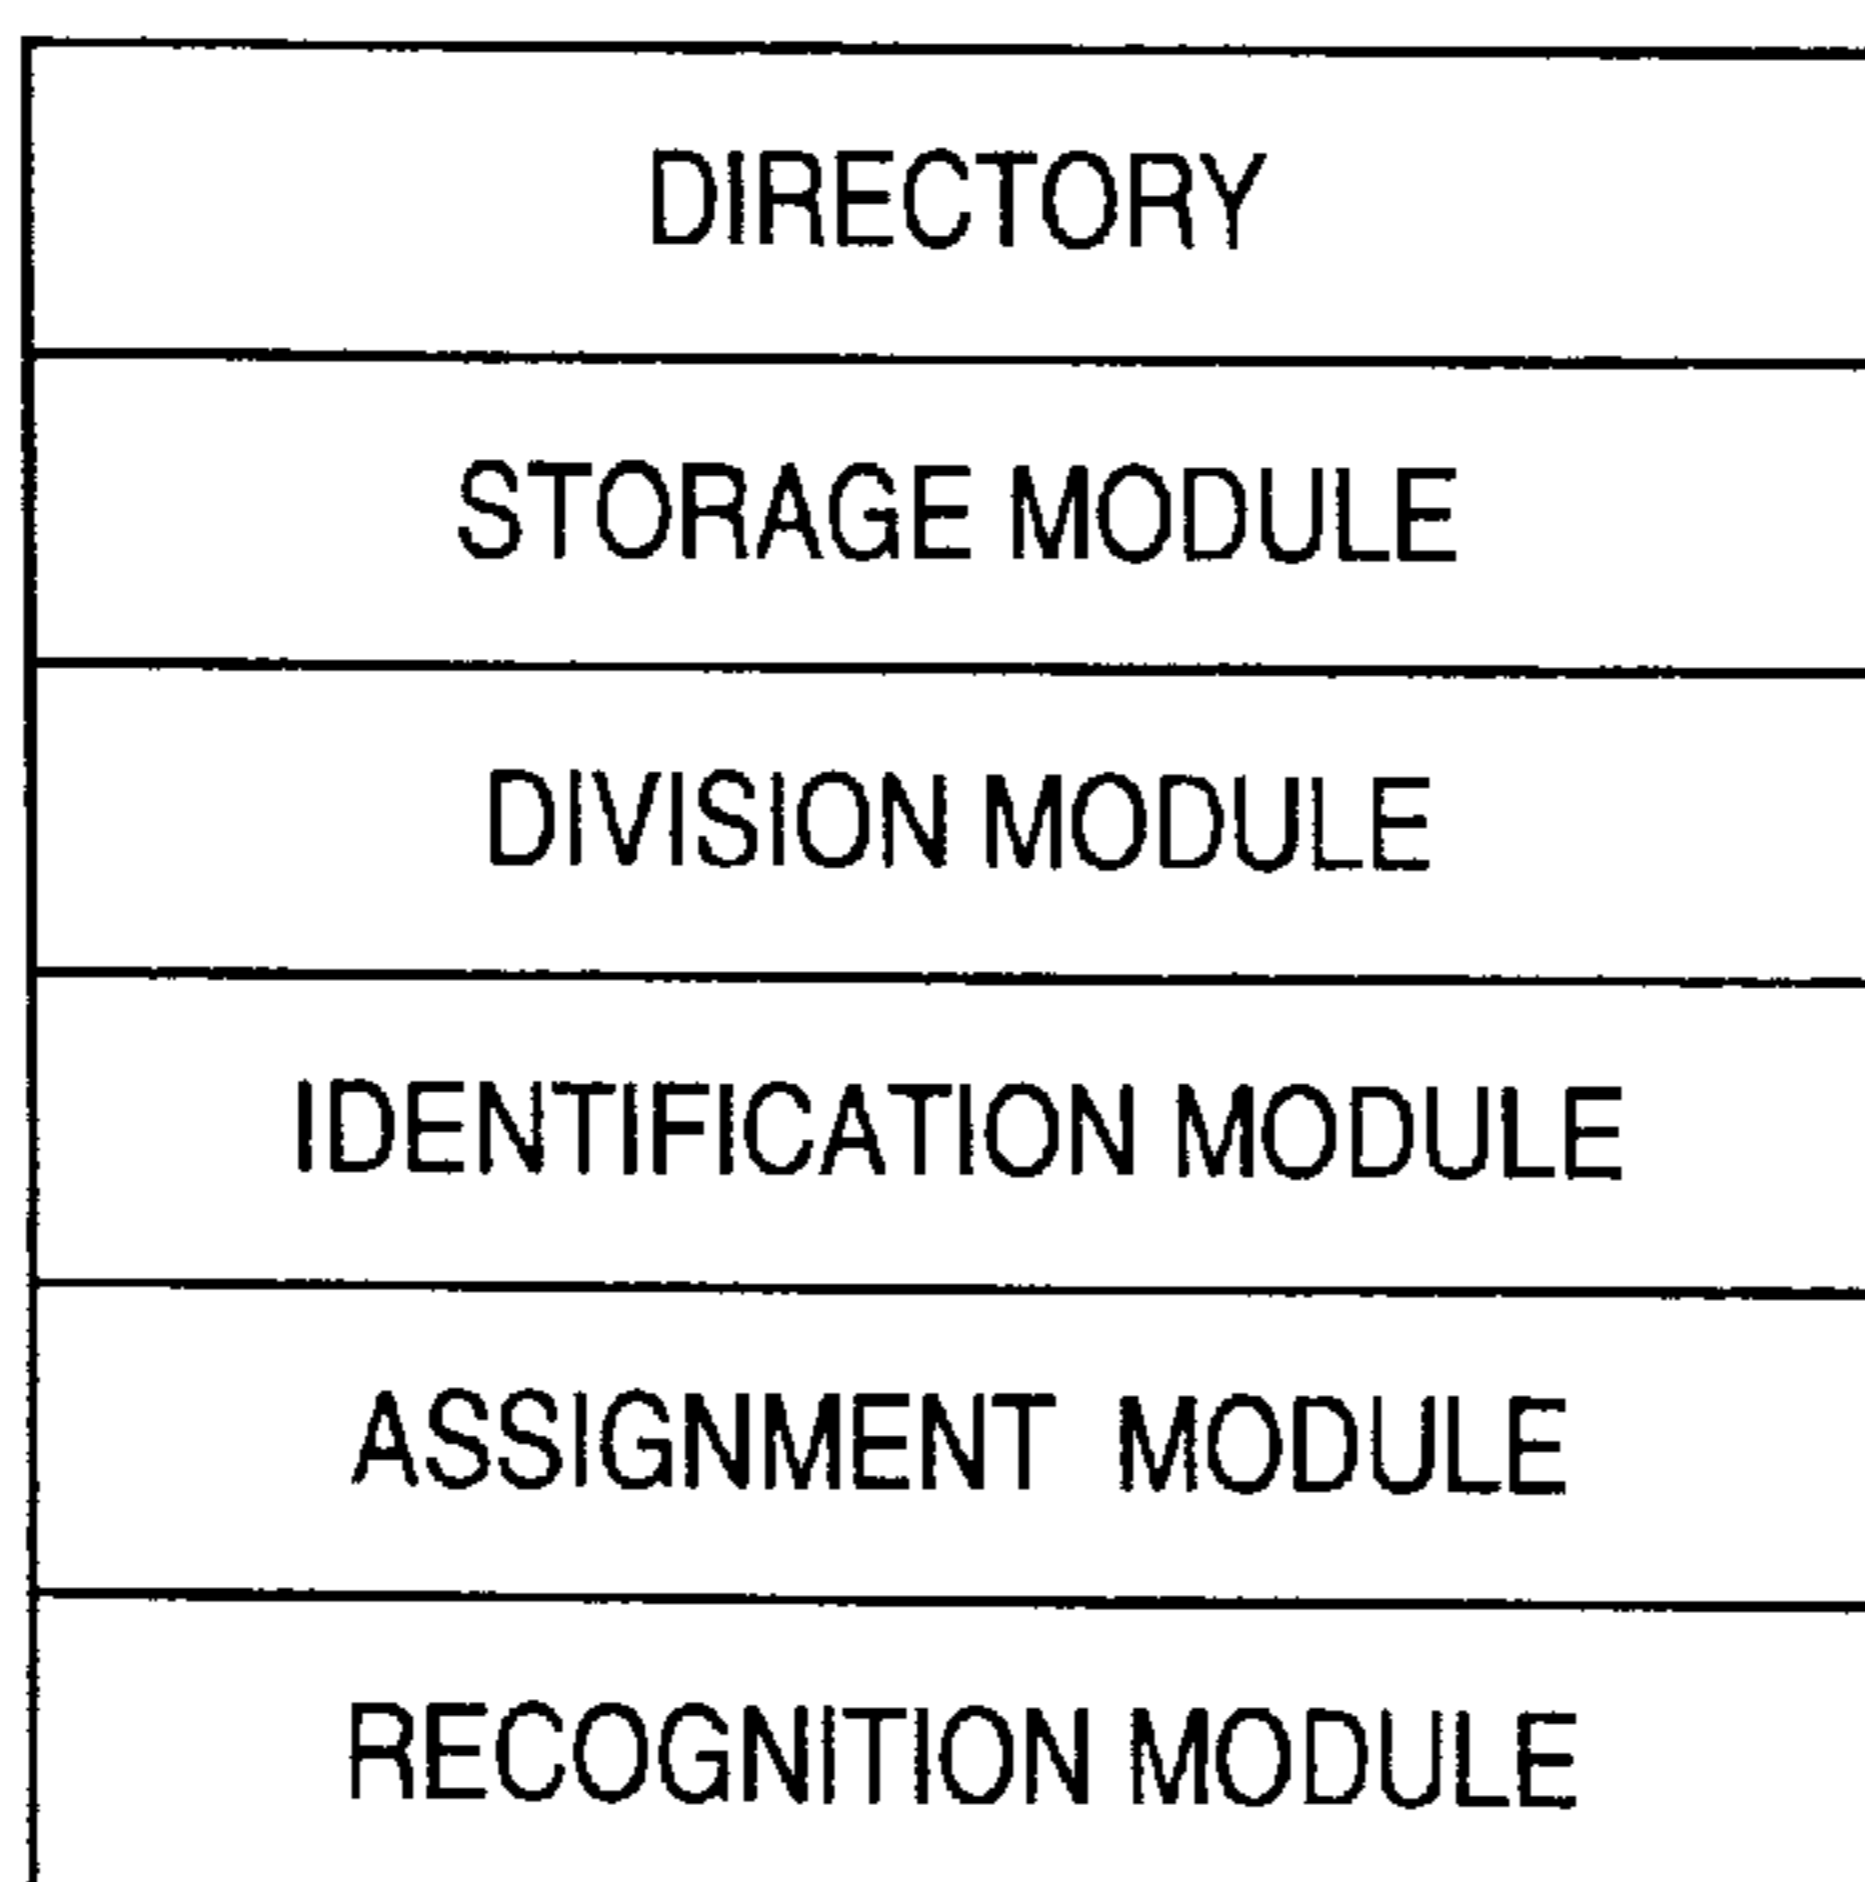 DIRECTORY
STORAGE MODULE
DIVISION MODULE
IDENTIFICATION MODULE
ASSIGNMENT MODULE
RECOGNITION MODULE